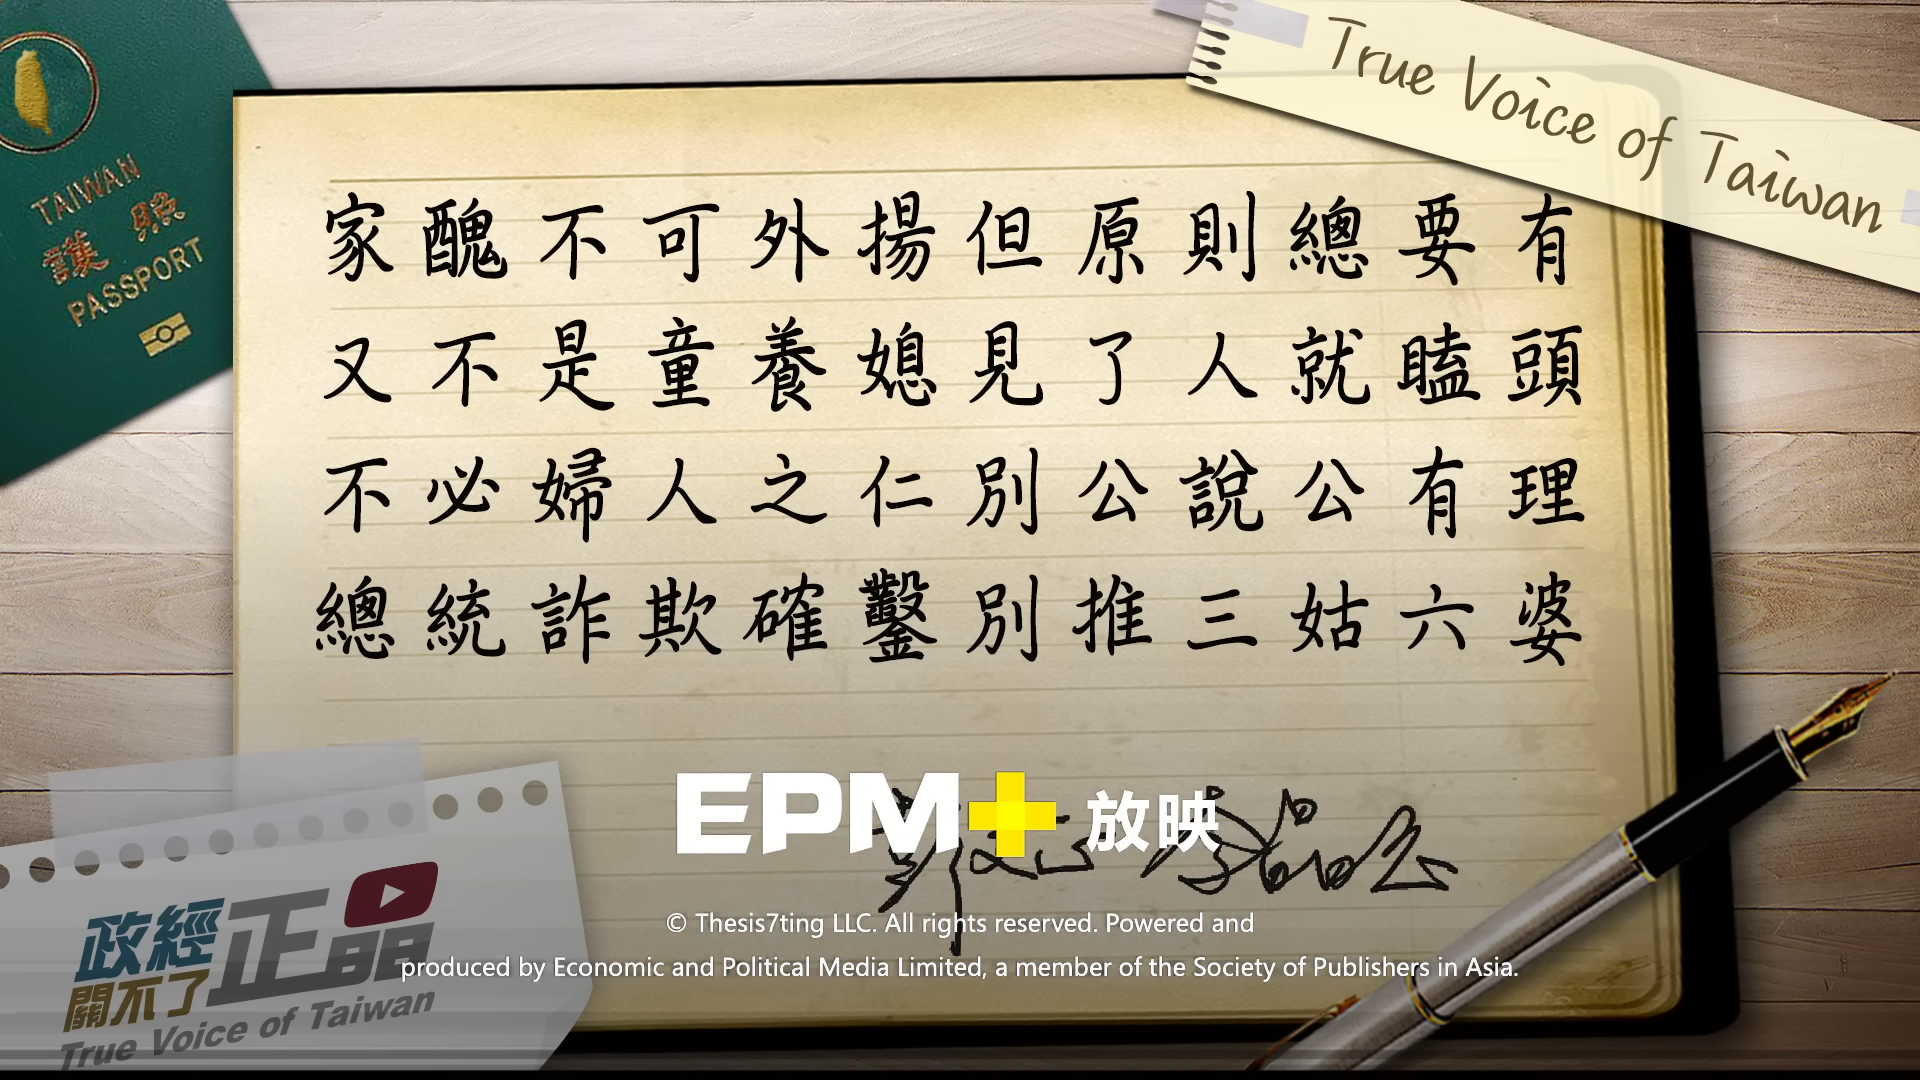 True Voice of Taiwan
TAIWAN
護照
PASSPORT
家醜不可外揚但原則總要有
又不是童養媳見了人就瞌頭
不必婦人之仁別公說公有理
總統詐欺確鑿別推三姑六婆
EPM+ 放映
© Thesis7ting LLC. All rights reserved. Powered and
produced by Economic and Political Media Limited, a member of the Society of Publishers in Asia.
政經
關不了
正晶
True Voice of Taiwan